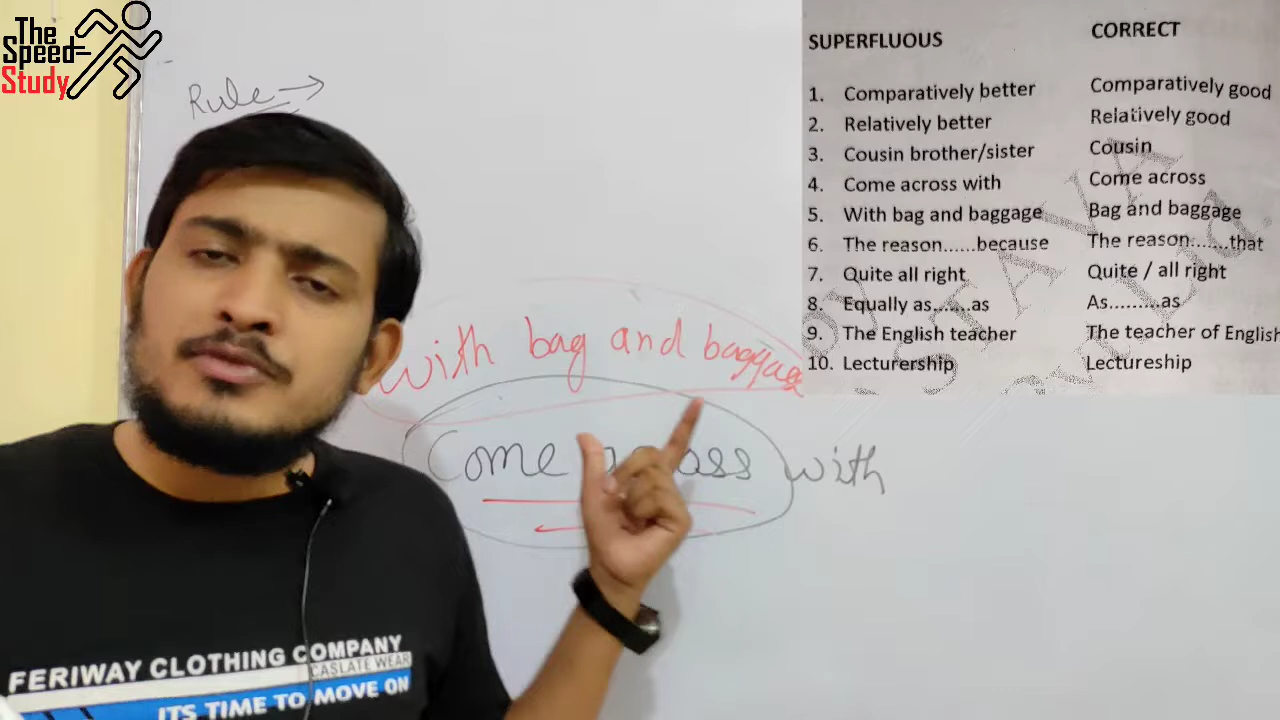 The
Speed
Study
Rule →
SUPERFLUOUS CORRECT
1. Comparatively better Comparatively good
2. Relatively better Relatively good
3. Cousin brother/sister Cousin
4. Come across with Come across
5. With bag and baggage Bag and baggage
6. The reason......because The reason.......that
7. Quite all right Quite / all right
8. Equally as......as As.........as
9. The English teacher The teacher of English
10. Lecturership Lectureship
with bag and baggage
Come across with
FERIWAY CLOTHING COMPANY
CASLATE WEAR
ITS TIME TO MOVE ON